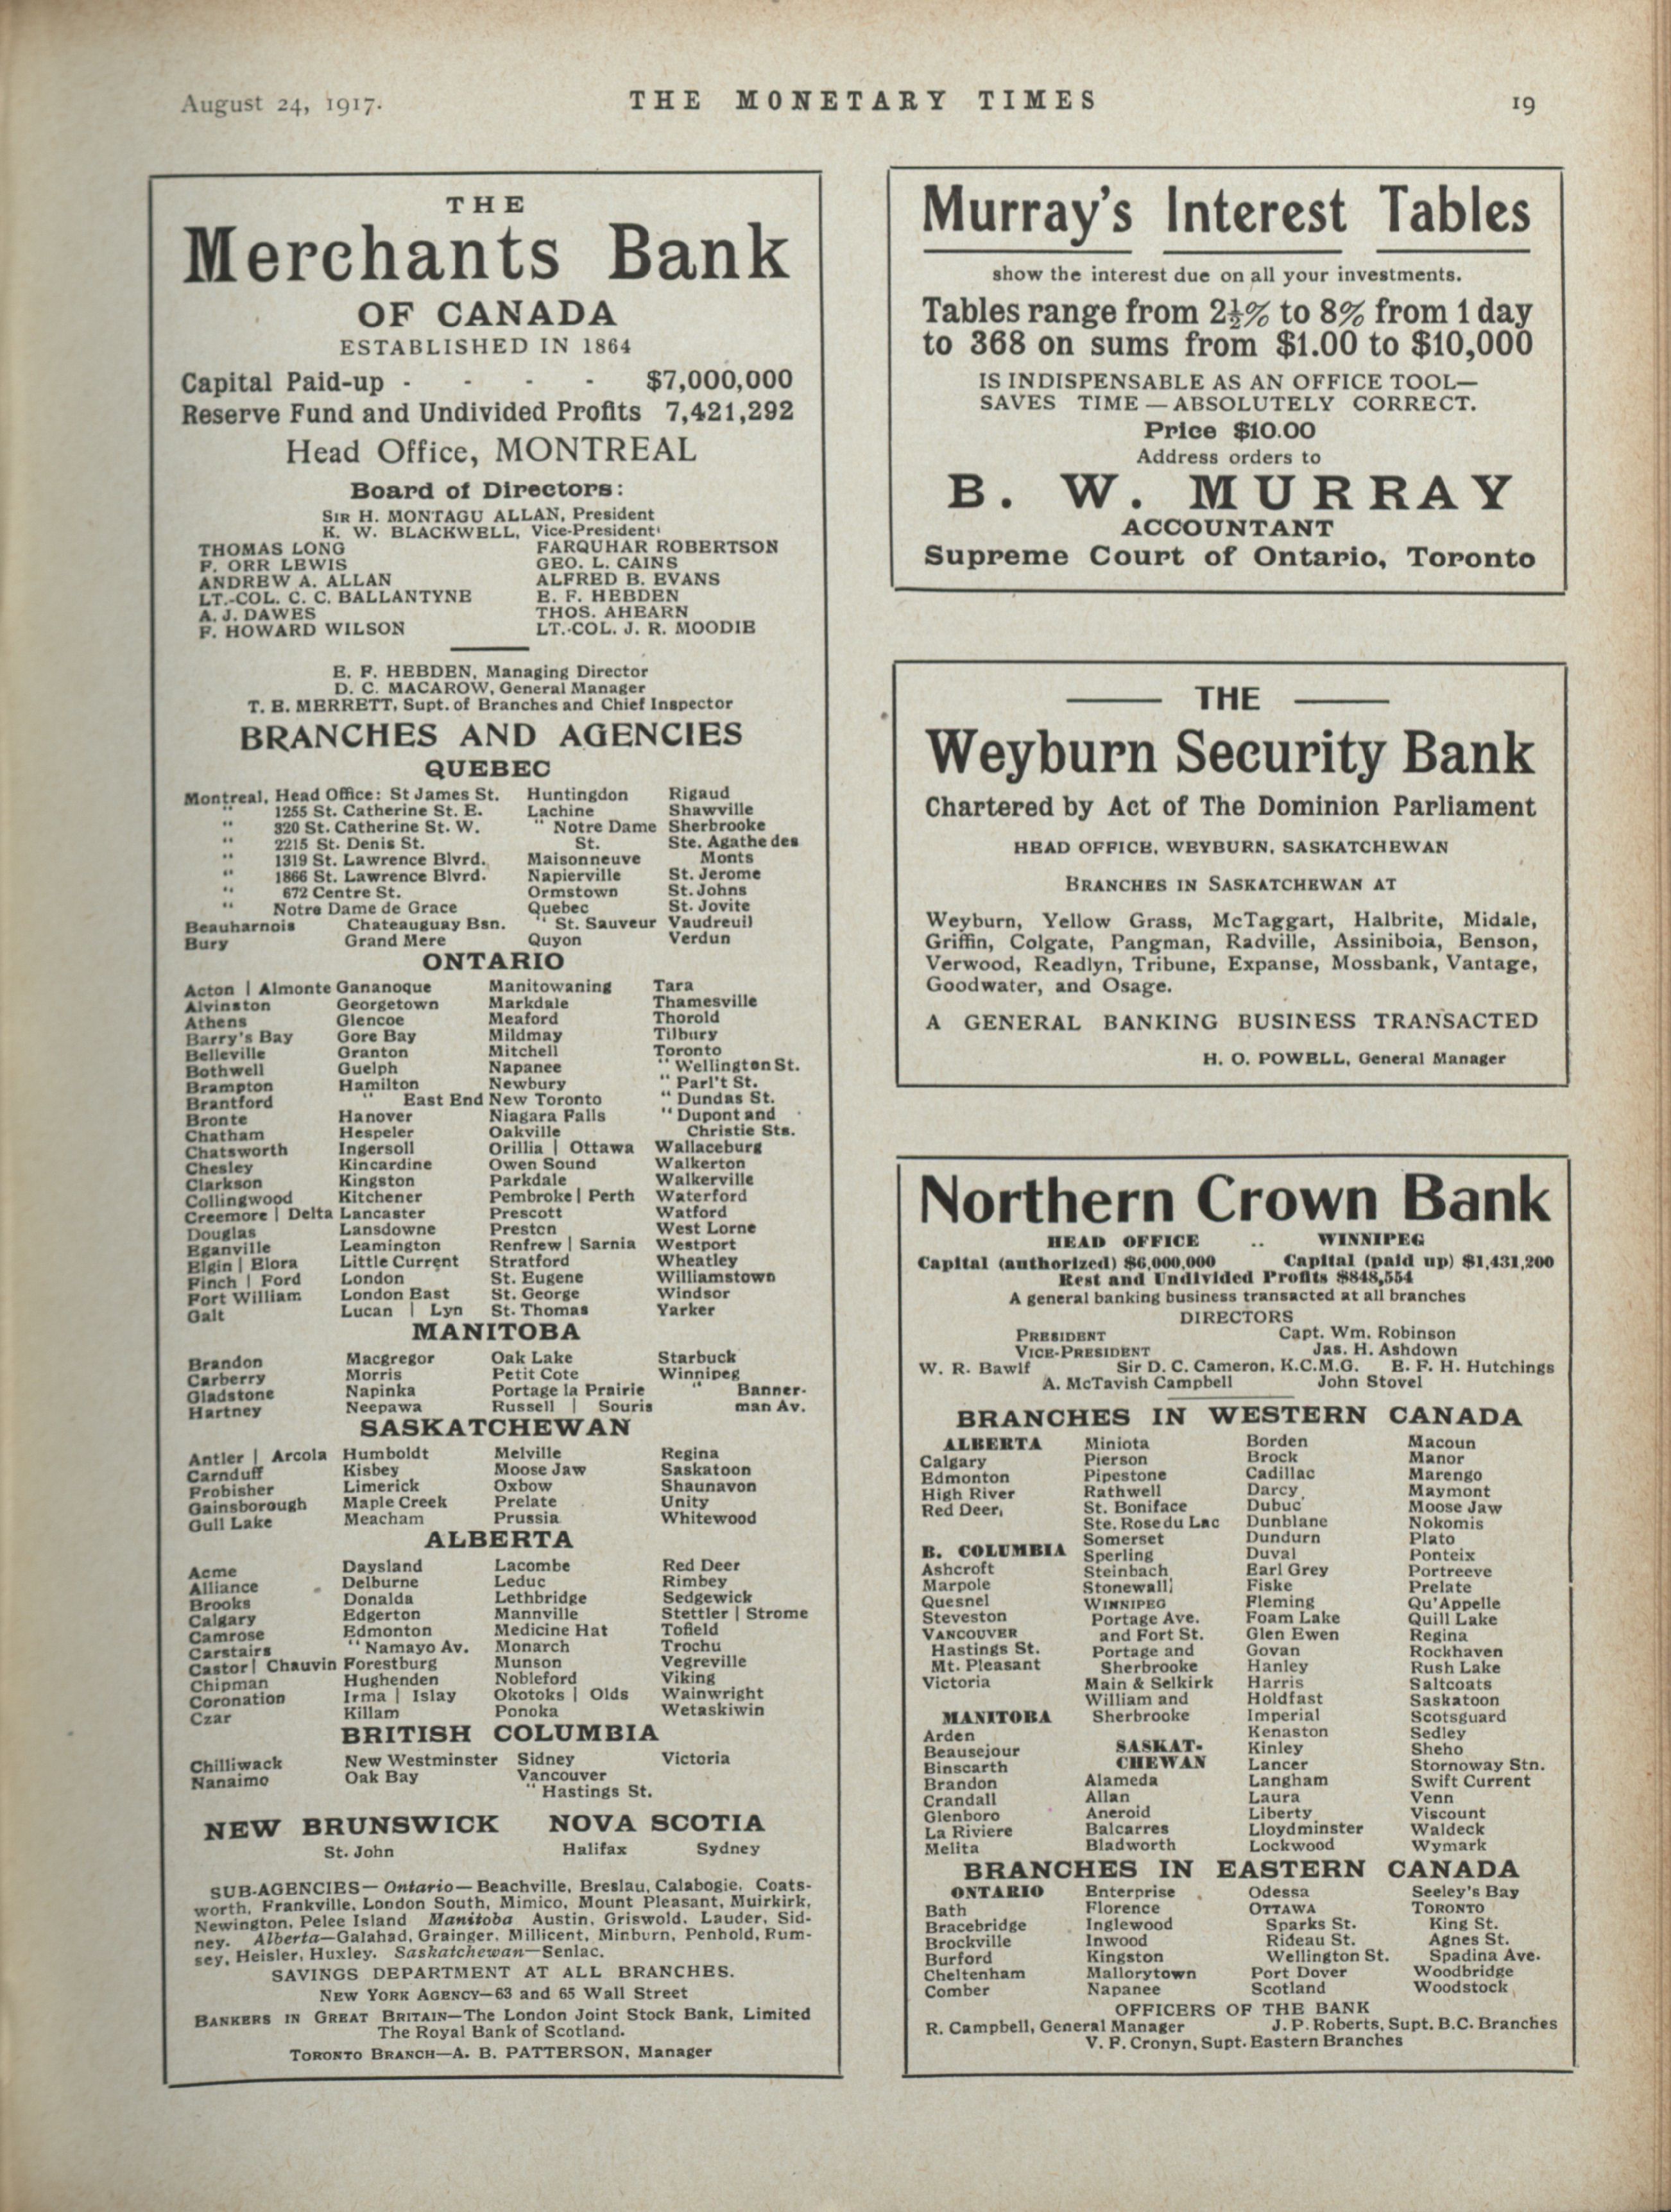 August 24, 1917.
THE MONETARY TIMES
19
THE
Merchants Bank
OF CANADA
ESTABLISHED IN 1864
Capital Paid-up - - - - $7,000,000
Reserve Fund and Undivided Profits 7,421,292
Head Office, MONTREAL
Board of Directors:
SIR H. MONTAGU ALLAN, President
K. W. BLACKWELL, Vice-President
THOMAS LONG FARQUHAR ROBERTSON
F. ORR LEWIS GEO. L. CAINS
ANDREW A. ALLAN ALFRED B. EVANS
LT.-COL. C. C. BALLANTYNE E. F. HEBDEN
A. J. DAWES THOS. AHEARN
F. HOWARD WILSON LT.-COL. J. R. MOODIE
E. F. HEBDEN, Managing Director
D. C. MACAROW, General Manager
T. E. MERRETT, Supt. of Branches and Chief Inspector
BRANCHES AND AGENCIES
QUEBEC
Montreal, Head Office: St James St. Huntingdon Rigaud
" 1255 St. Catherine St. E. Lachine Shawville
" 320 St. Catherine St. W. " Notre Dame Sherbrooke
" 2215 St. Denis St. St. Ste. Agathe des
" 1319 St. Lawrence Blvrd. Maisonneuve Monts
" 1866 St. Lawrence Blvrd. Napierville St. Jerome
" 672 Centre St. Ormstown St. Johns
" Notre Dame de Grace Quebec St. Jovite
Beauharnois Chateauguay Bsn. " St. Sauveur Vaudreuil
Bury Grand Mere Quyon Verdun
ONTARIO
Acton | Almonte Gananoque Manitowaning Tara
Alvinston Georgetown Markdale Thamesville
Athens Glencoe Meaford Thorold
Barry's Bay Gore Bay Mildmay Tilbury
Belleville Granton Mitchell Toronto
Bothwell Guelph Napanee " Wellington St.
Brampton Hamilton Newbury " Parl't St.
Brantford " East End New Toronto " Dundas St.
Bronte Hanover Niagara Falls " Dupont and
Chatham Hespeler Oakville Christie Sts.
Chatsworth Ingersoll Orillia | Ottawa Wallaceburg
Chesley Kincardine Owen Sound Walkerton
Clarkson Kingston Parkdale Walkerville
Collingwood Kitchener Pembroke | Perth Waterford
Creemore | Delta Lancaster Prescott Watford
Douglas Lansdowne Preston West Lorne
Eganville Leamington Renfrew | Sarnia Westport
Elgin | Elora Little Current Stratford Wheatley
Finch | Ford London St. Eugene Williamstown
Fort William London East St. George Windsor
Galt Lucan | Lyn St. Thomas Yarker
MANITOBA
Brandon Macgregor Oak Lake Starbuck
Carberry Morris Petit Cote Winnipeg
Gladstone Napinka Portage la Prairie " Banner-
Hartney Neepawa Russell | Souris man Av.
SASKATCHEWAN
Antler | Arcola Humboldt Melville Regina
Carnduff Kisbey Moose Jaw Saskatoon
Frobisher Limerick Oxbow Shaunavon
Gainsborough Maple Creek Prelate Unity
Gull Lake Meacham Prussia Whitewood
ALBERTA
Acme Daysland Lacombe Red Deer
Alliance Delburne Leduc Rimbey
Brooks Donalda Lethbridge Sedgewick
Calgary Edgerton Mannville Stettler | Strome
Camrose Edmonton Medicine Hat Tofield
Carstairs " Namayo Av. Monarch Trochu
Castor | Chauvin Forestburg Munson Vegreville
Chipman Hughenden Nobleford Viking
Coronation Irma | Islay Okotoks | Olds Wainwright
Czar Killam Ponoka Wetaskiwin
BRITISH COLUMBIA
Chilliwack New Westminster Sidney Victoria
Nanaimo Oak Bay Vancouver
" Hastings St.
NEW BRUNSWICK NOVA SCOTIA
St. John Halifax Sydney
SUB-AGENCIES—Ontario—Beachville, Breslau, Calabogie, Coats-
worth, Frankville, London South, Mimico, Mount Pleasant, Muirkirk,
Newington, Pelee Island Manitoba Austin, Griswold, Lauder, Sid-
ney. Alberta—Galahad, Grainger, Millicent, Minburn, Penhold, Rum-
sey, Heisler, Huxley. Saskatchewan—Senlac.
SAVINGS DEPARTMENT AT ALL BRANCHES.
NEW YORK AGENCY—63 and 65 Wall Street
BANKERS IN GREAT BRITAIN—The London Joint Stock Bank, Limited
The Royal Bank of Scotland.
TORONTO BRANCH—A. B. PATTERSON, Manager
Murray's Interest Tables
show the interest due on all your investments.
Tables range from 2½% to 8% from 1 day
to 368 on sums from $1.00 to $10,000
IS INDISPENSABLE AS AN OFFICE TOOL—
SAVES TIME—ABSOLUTELY CORRECT.
Price $10.00
Address orders to
B. W. MURRAY
ACCOUNTANT
Supreme Court of Ontario, Toronto
THE
Weyburn Security Bank
Chartered by Act of The Dominion Parliament
HEAD OFFICE, WEYBURN, SASKATCHEWAN
BRANCHES IN SASKATCHEWAN AT
Weyburn, Yellow Grass, McTaggart, Halbrite, Midale,
Griffin, Colgate, Pangman, Radville, Assiniboia, Benson,
Verwood, Readlyn, Tribune, Expanse, Mossbank, Vantage,
Goodwater, and Osage.
A GENERAL BANKING BUSINESS TRANSACTED
H. O. POWELL, General Manager
Northern Crown Bank
HEAD OFFICE .. WINNIPEG
Capital (authorized) $6,000,000 Capital (paid up) $1,431,200
Rest and Undivided Profits $848,554
A general banking business transacted at all branches
DIRECTORS
PRESIDENT Capt. Wm. Robinson
VICE-PRESIDENT Jas. H. Ashdown
W. R. Bawlf Sir D. C. Cameron, K.C.M.G. E. F. H. Hutchings
A. McTavish Campbell John Stovel
BRANCHES IN WESTERN CANADA
ALBERTA Miniota Borden Macoun
Calgary Pierson Brock Manor
Edmonton Pipestone Cadillac Marengo
High River Rathwell Darcy Maymont
Red Deer, St. Boniface Dubuc Moose Jaw
Ste. Rose du Lac Dunblane Nokomis
Somerset Dundurn Plato
B. COLUMBIA Sperling Duval Ponteix
Ashcroft Steinbach Earl Grey Portreeve
Marpole Stonewall Fiske Prelate
Quesnel WINNIPEG Fleming Qu'Appelle
Steveston Portage Ave. Foam Lake Quill Lake
VANCOUVER and Fort St. Glen Ewen Regina
Hastings St. Portage and Govan Rockhaven
Mt. Pleasant Sherbrooke Hanley Rush Lake
Victoria Main & Selkirk Harris Saltcoats
William and Holdfast Saskatoon
MANITOBA Sherbrooke Imperial Scotsguard
Arden Kenaston Sedley
Beausejour SASKAT- Kinley Sheho
Binscarth CHEWAN Lancer Stornoway Stn.
Brandon Alameda Langham Swift Current
Crandall Allan Laura Venn
Glenboro Aneroid Liberty Viscount
La Riviere Balcarres Lloydminster Waldeck
Melita Bladworth Lockwood Wymark
BRANCHES IN EASTERN CANADA
ONTARIO Enterprise Odessa Seeley's Bay
Bath Florence OTTAWA TORONTO
Bracebridge Inglewood Sparks St. King St.
Brockville Inwood Rideau St. Agnes St.
Burford Kingston Wellington St. Spadina Ave.
Cheltenham Mallorytown Port Dover Woodbridge
Comber Napanee Scotland Woodstock
OFFICERS OF THE BANK
R. Campbell, General Manager J. P. Roberts, Supt. B.C. Branches
V. F. Cronyn, Supt. Eastern Branches